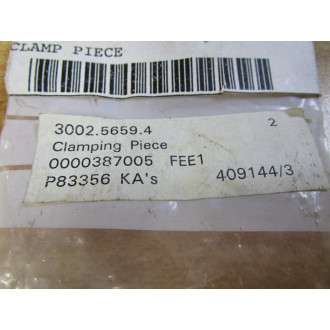 CLAMP PIECE
3002.5659.4 2
Clamping Piece
0000387005 FEE1
P83356 KA's 409144/3